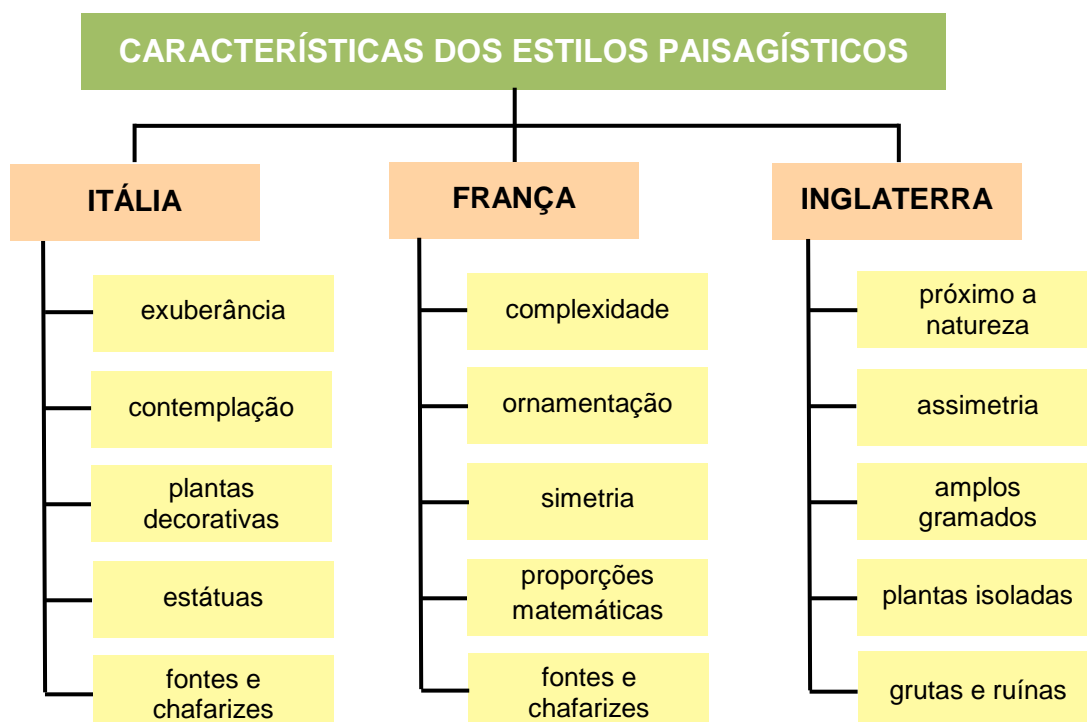 CARACTERÍSTICAS DOS ESTILOS PAISAGÍSTICOS
ITÁLIA
exuberância
contemplação
plantas
decorativas
estátuas
fontes e
chafarizes
FRANÇA
complexidade
ornamentação
simetria
proporções
matemáticas
fontes e
chafarizes
INGLATERRA
próximo a
natureza
assimetria
amplos
gramados
plantas isoladas
grutas e ruínas